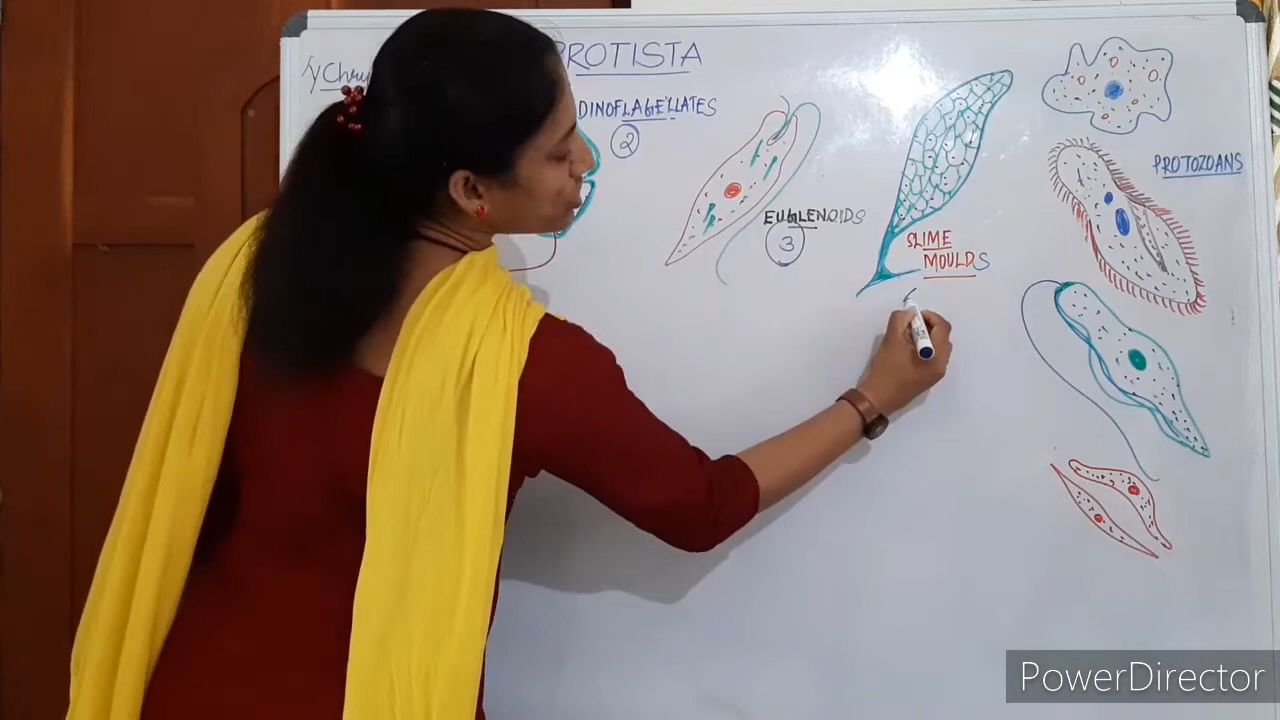 PROTISTA
DINOFLAGELLATES
2
EUGLENOIDS
3
SLIME
MOULDS
PROTOZOANS
PowerDirector